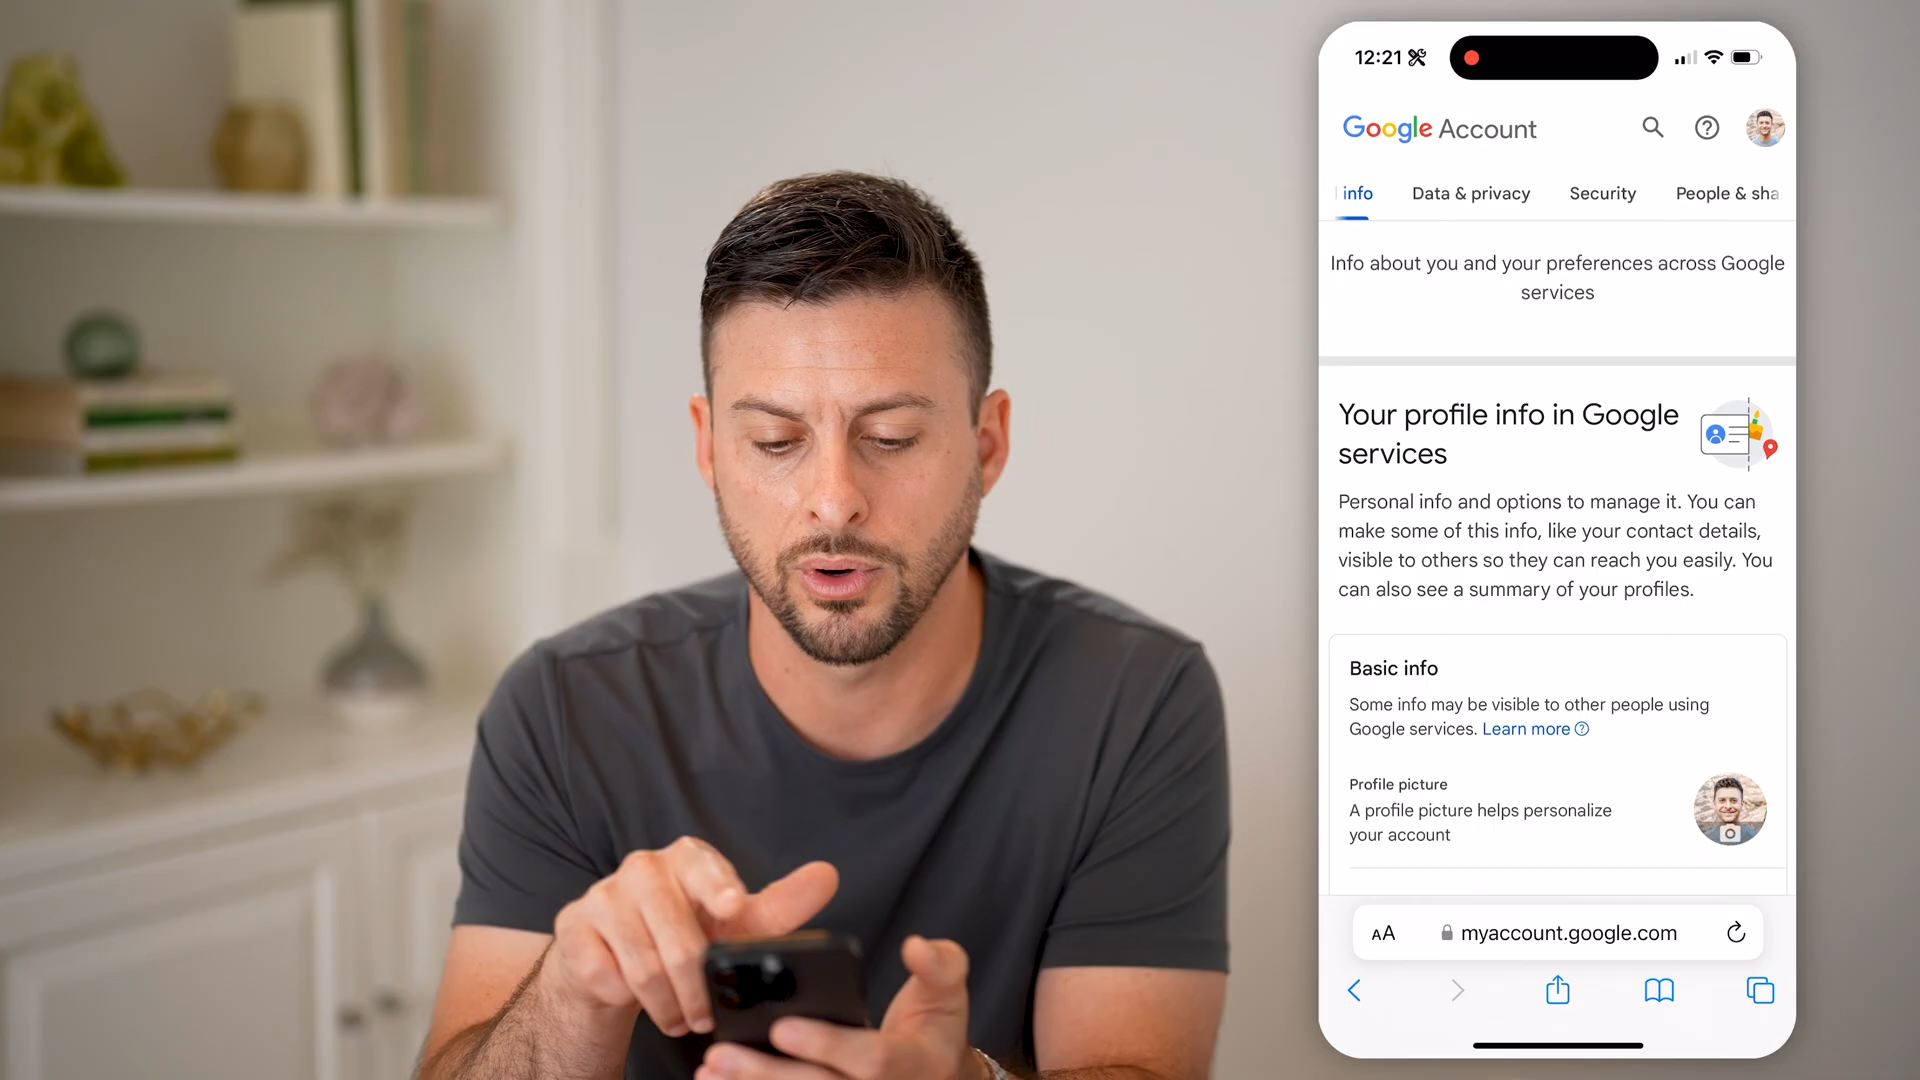 12:21
Google Account
info Data & privacy Security People & sha
Info about you and your preferences across Google
services
Your profile info in Google
services
Personal info and options to manage it. You can
make some of this info, like your contact details,
visible to others so they can reach you easily. You
can also see a summary of your profiles.
Basic info
Some info may be visible to other people using
Google services. Learn more
Profile picture
A profile picture helps personalize
your account
AA myaccount.google.com